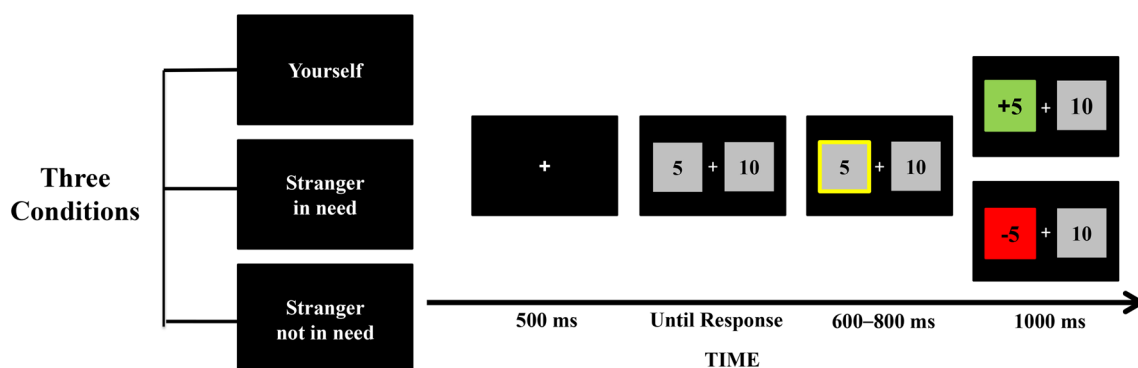 Three
Conditions
Yourself
Stranger
in need
Stranger
not in need
+
5 + 10
5 + 10
+5 + 10
-5 + 10
500 ms
Until Response
600–800 ms
1000 ms
TIME